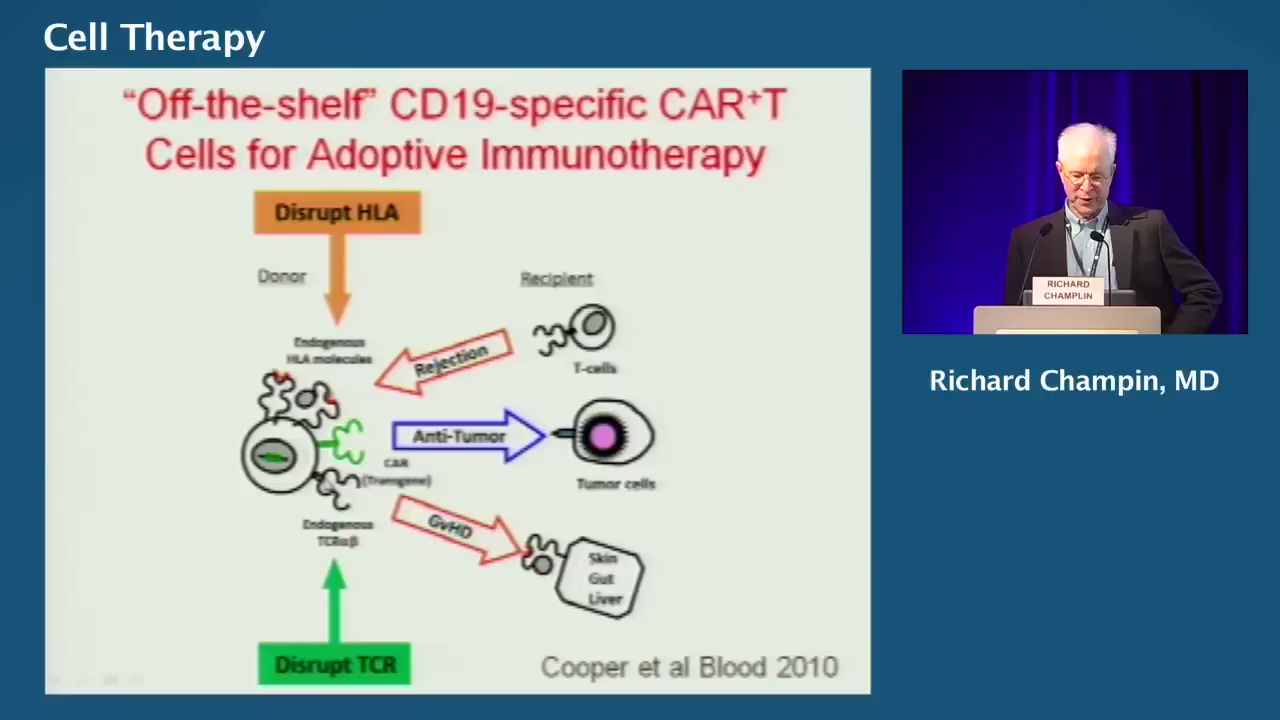 Cell Therapy
“Off-the-shelf” CD19-specific CAR+T
Cells for Adoptive Immunotherapy
Disrupt HLA
Donor
Recipient
Endogenous
HLA molecules
Rejection
T-cells
Anti-Tumor
CAR
(Transgene)
Tumor cells
GvHD
Endogenous
TCRαβ
Skin
Gut
Liver
Disrupt TCR
Cooper et al Blood 2010
RICHARD
CHAMPLIN
Richard Champin, MD